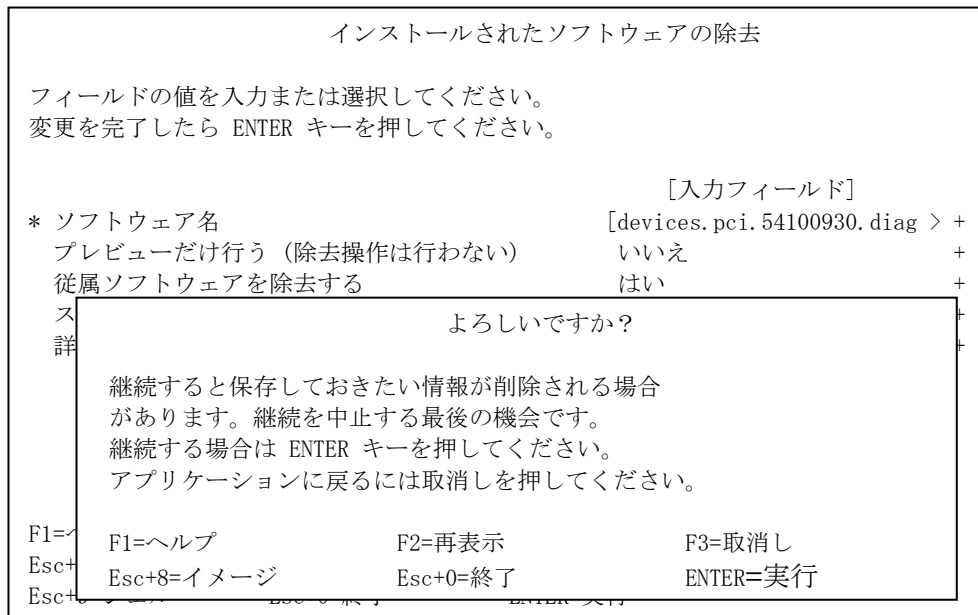 インストールされたソフトウェアの除去
フィールドの値を入力または選択してください。
変更を完了したら ENTER キーを押してください。
[入力フィールド]
* ソフトウェア名 [devices.pci.54100930.diag > +
プレビューだけ行う (除去操作は行わない) いいえ +
従属ソフトウェアを除去する はい +
ス +
詳 +
よろしいですか？
継続すると保存しておきたい情報が削除される場合
があります。継続を中止する最後の機会です。
継続する場合は ENTER キーを押してください。
アプリケーションに戻るには取消しを押してください。
F1=ヘルプ F2=再表示 F3=取消し
Esc+8=イメージ Esc+0=終了 ENTER=実行
F1=
Esc+